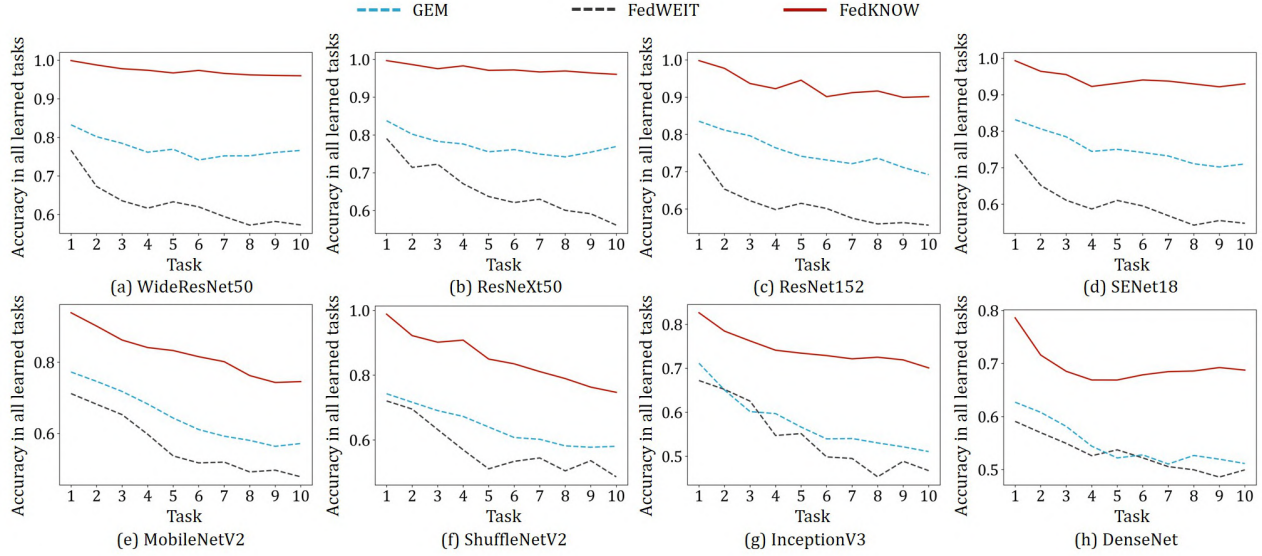 GEM FedWEIT FedKNOW
Accuracy in all learned tasks
1.0
0.9
0.8
0.7
0.6
1 2 3 4 5 6 7 8 9 10
Task
(a) WideResNet50
Accuracy in all learned tasks
1.0
0.9
0.8
0.7
0.6
1 2 3 4 5 6 7 8 9 10
Task
(b) ResNeXt50
Accuracy in all learned tasks
1.0
0.9
0.8
0.7
0.6
1 2 3 4 5 6 7 8 9 10
Task
(c) ResNet152
Accuracy in all learned tasks
1.0
0.9
0.8
0.7
0.6
1 2 3 4 5 6 7 8 9 10
Task
(d) SENet18
Accuracy in all learned tasks
0.8
0.6
1 2 3 4 5 6 7 8 9 10
Task
(e) MobileNetV2
Accuracy in all learned tasks
1.0
0.8
0.6
1 2 3 4 5 6 7 8 9 10
Task
(f) ShuffleNetV2
Accuracy in all learned tasks
0.8
0.7
0.6
0.5
1 2 3 4 5 6 7 8 9 10
Task
(g) InceptionV3
Accuracy in all learned tasks
0.8
0.7
0.6
0.5
1 2 3 4 5 6 7 8 9 10
Task
(h) DenseNet